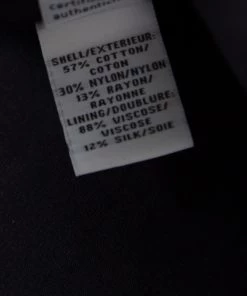 authentic
SHELL/EXTERIEUR:
57% COTTON/
COTON
30% NYLON/NYLON
13% RAYON/
RAYONNE
LINING/DOUBLURE:
88% VISCOSE/
VISCOSE
12% SILK/SOIE